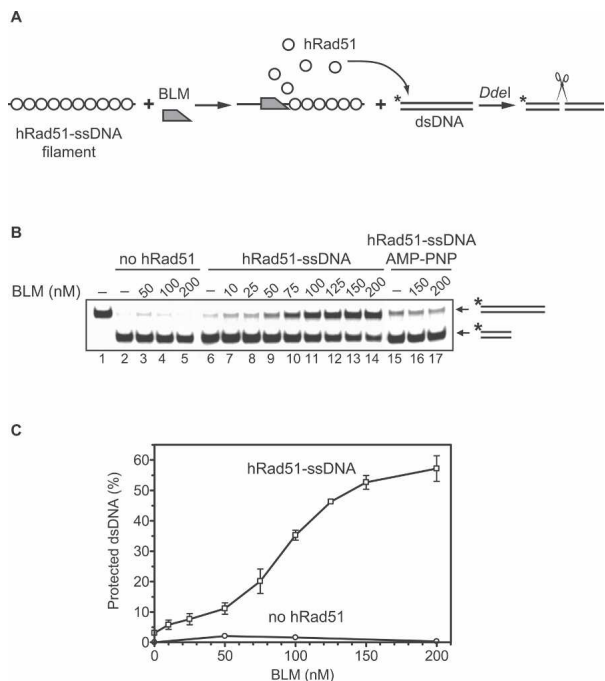 A
hRad51
BLM
+
+
*
DdeI
*
hRad51-ssDNA
filament
dsDNA
B
no hRad51
hRad51-ssDNA
hRad51-ssDNA
AMP-PNP
BLM (nM)
– – 50 100 200 – 10 25 50 75 100 125 150 200 – 150 200
*
*
1 2 3 4 5 6 7 8 9 10 11 12 13 14 15 16 17
C
Protected dsDNA (%)
60
50
40
30
20
10
0
hRad51-ssDNA
no hRad51
0 50 100 150 200
BLM (nM)